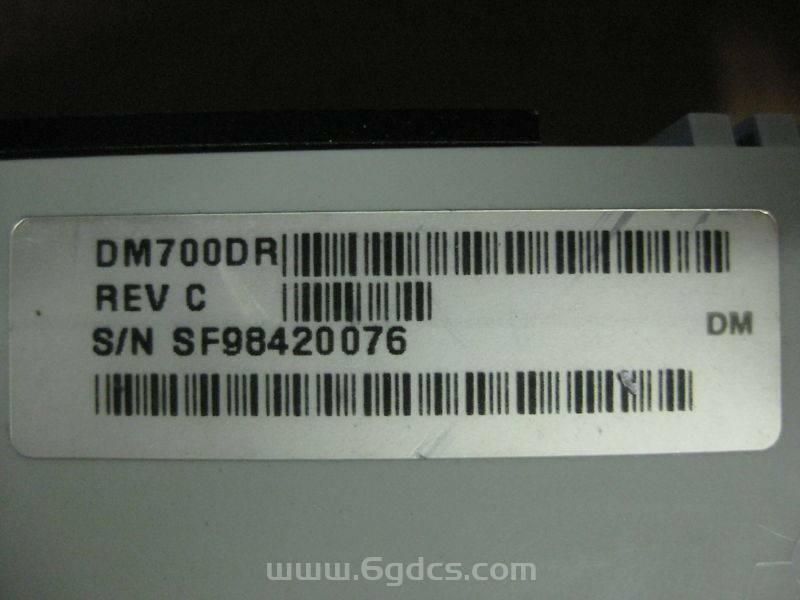 DM700DR
REV C
DM
S/N SF98420076
www.6gdcs.com